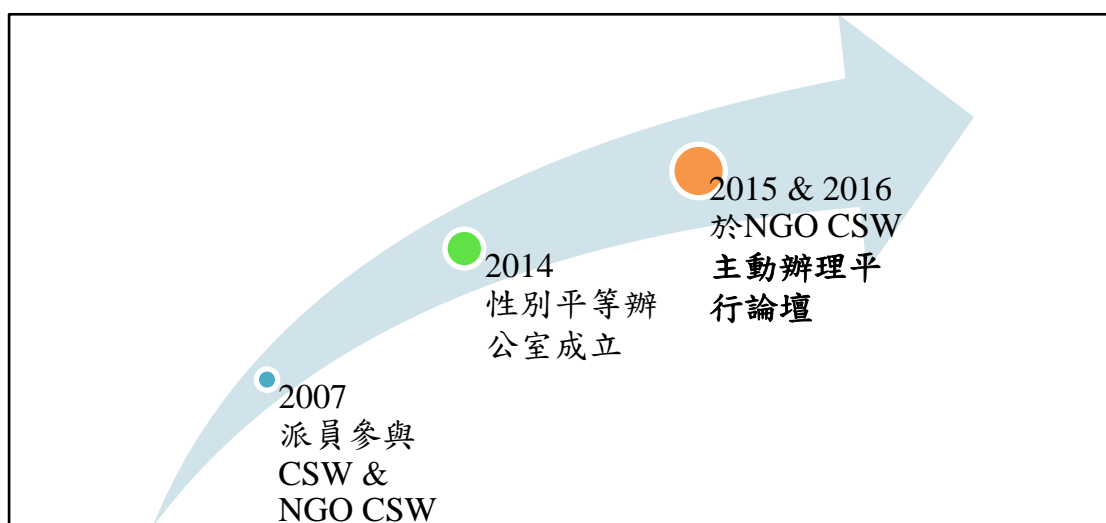 2007
派員參與
CSW &
NGO CSW
2014
性別平等辦
公室成立
2015 & 2016
於NGO CSW
主動辦理平
行論壇